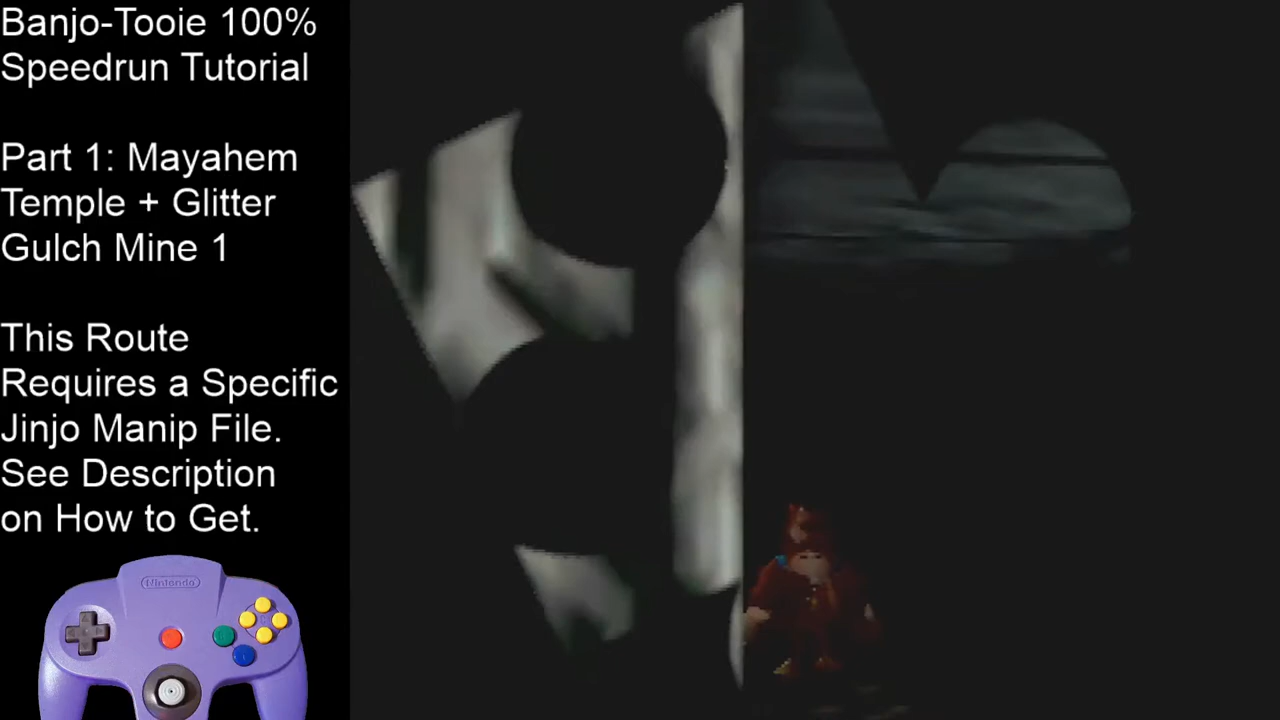 Banjo-Tooie 100%
Speedrun Tutorial
Part 1: Mayahem
Temple + Glitter
Gulch Mine 1
This Route
Requires a Specific
Jinjo Manip File.
See Description
on How to Get.
Nintendo